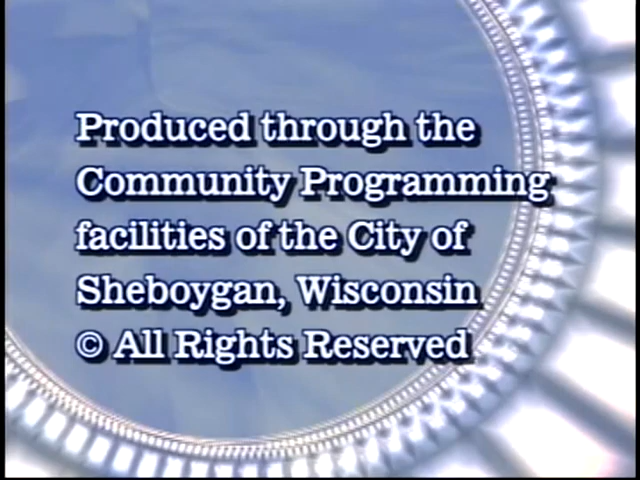 Produced through the
Community Programming
facilities of the City of
Sheboygan, Wisconsin
© All Rights Reserved